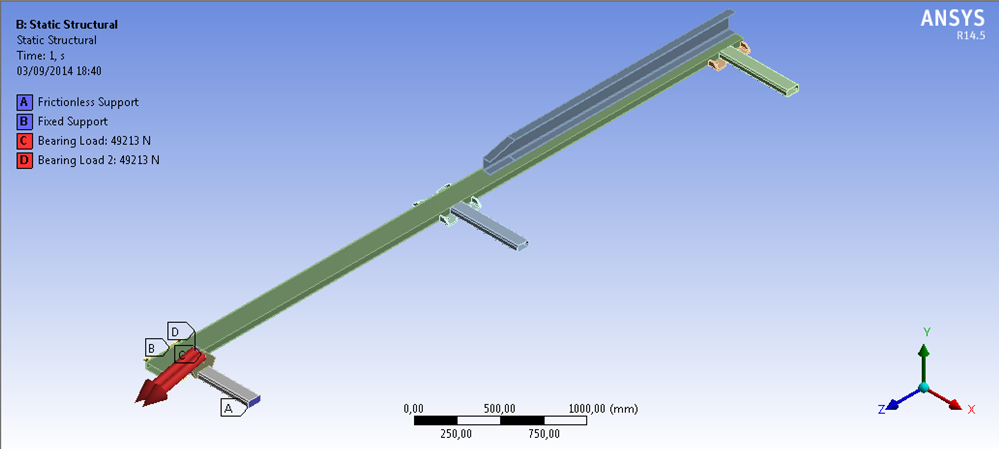 B: Static Structural
Static Structural
Time: 1, s
03/09/2014 18:40
A Frictionless Support
B Fixed Support
C Bearing Load: 49213 N
D Bearing Load 2: 49213 N
ANSYS
R14.5
D
B
C
A
0,00 500,00 1000,00 (mm)
250,00 750,00
Y
Z X